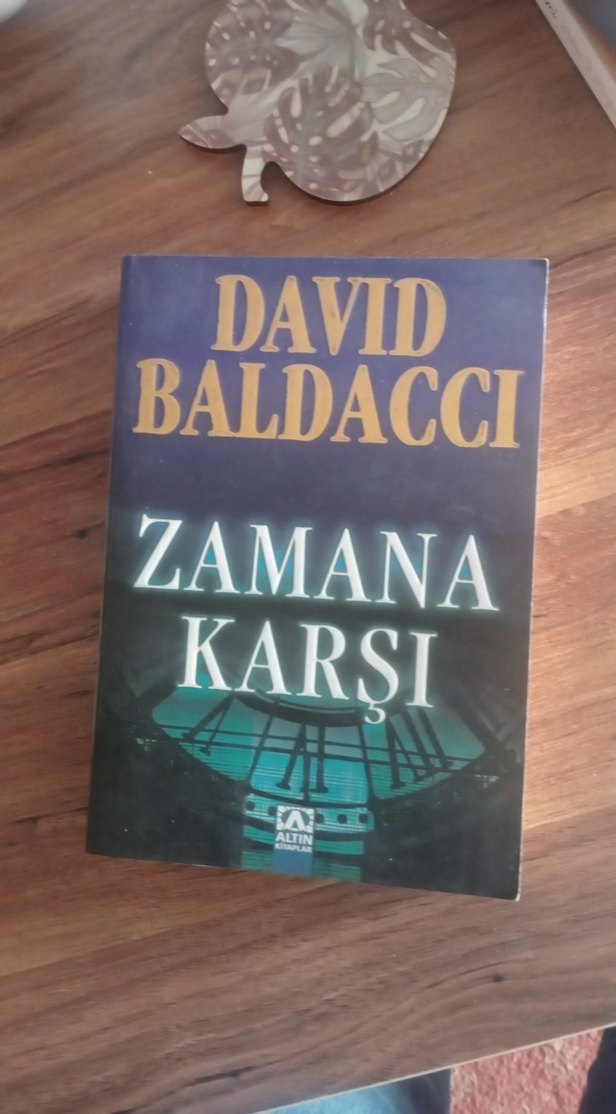 DAVID
BALDACCI
ZAMANA
KARŞI
ALTIN
KİTAPLAR